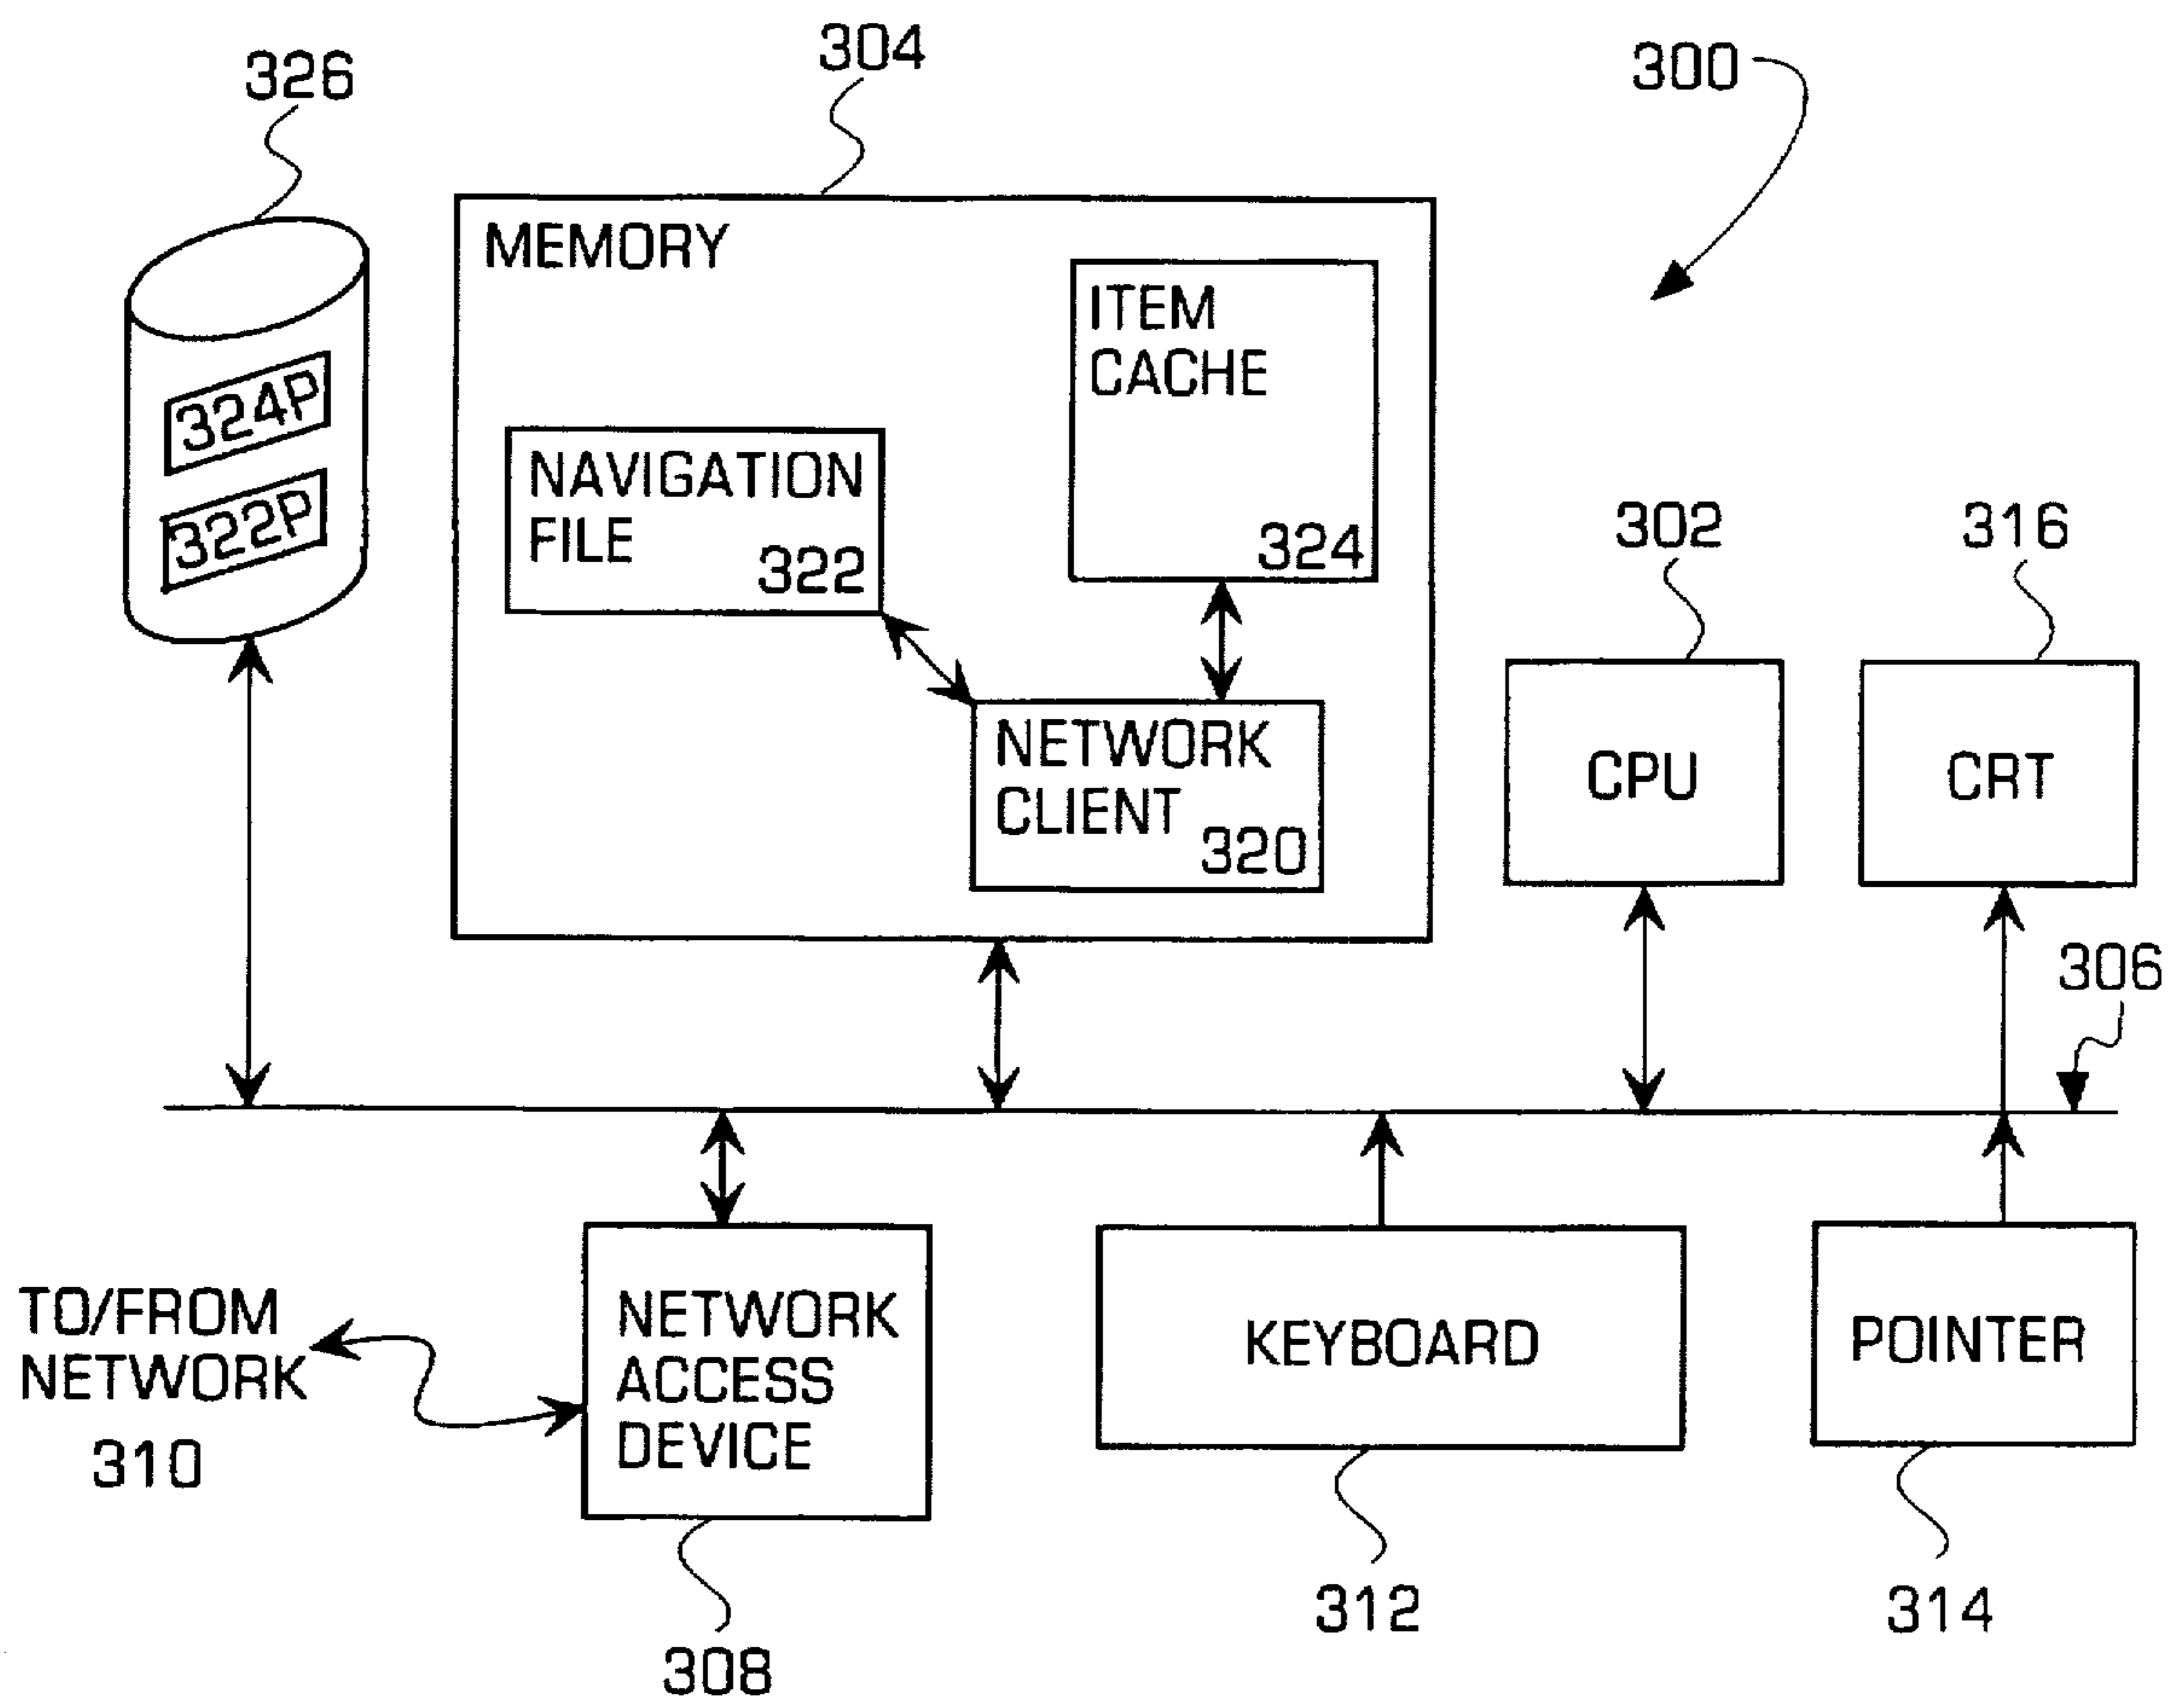 304
300
326
MEMORY
ITEM
CACHE
324
324P
322P
NAVIGATION
FILE
322
302
316
NETWORK
CLIENT
320
CPU
CRT
306
TO/FROM
NETWORK
310
NETWORK
ACCESS
DEVICE
KEYBOARD
POINTER
308
312
314